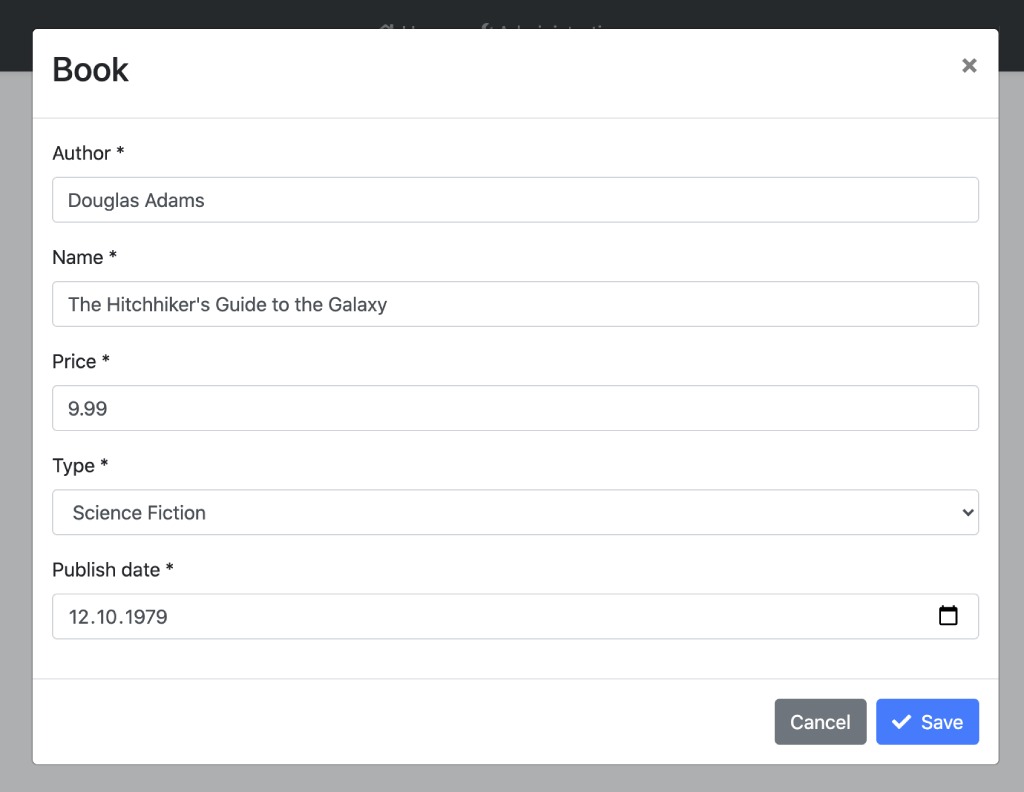 Book
×
Author *
Douglas Adams
Name *
The Hitchhiker's Guide to the Galaxy
Price *
9.99
Type *
Science Fiction
Publish date *
12.10.1979
Cancel
Save